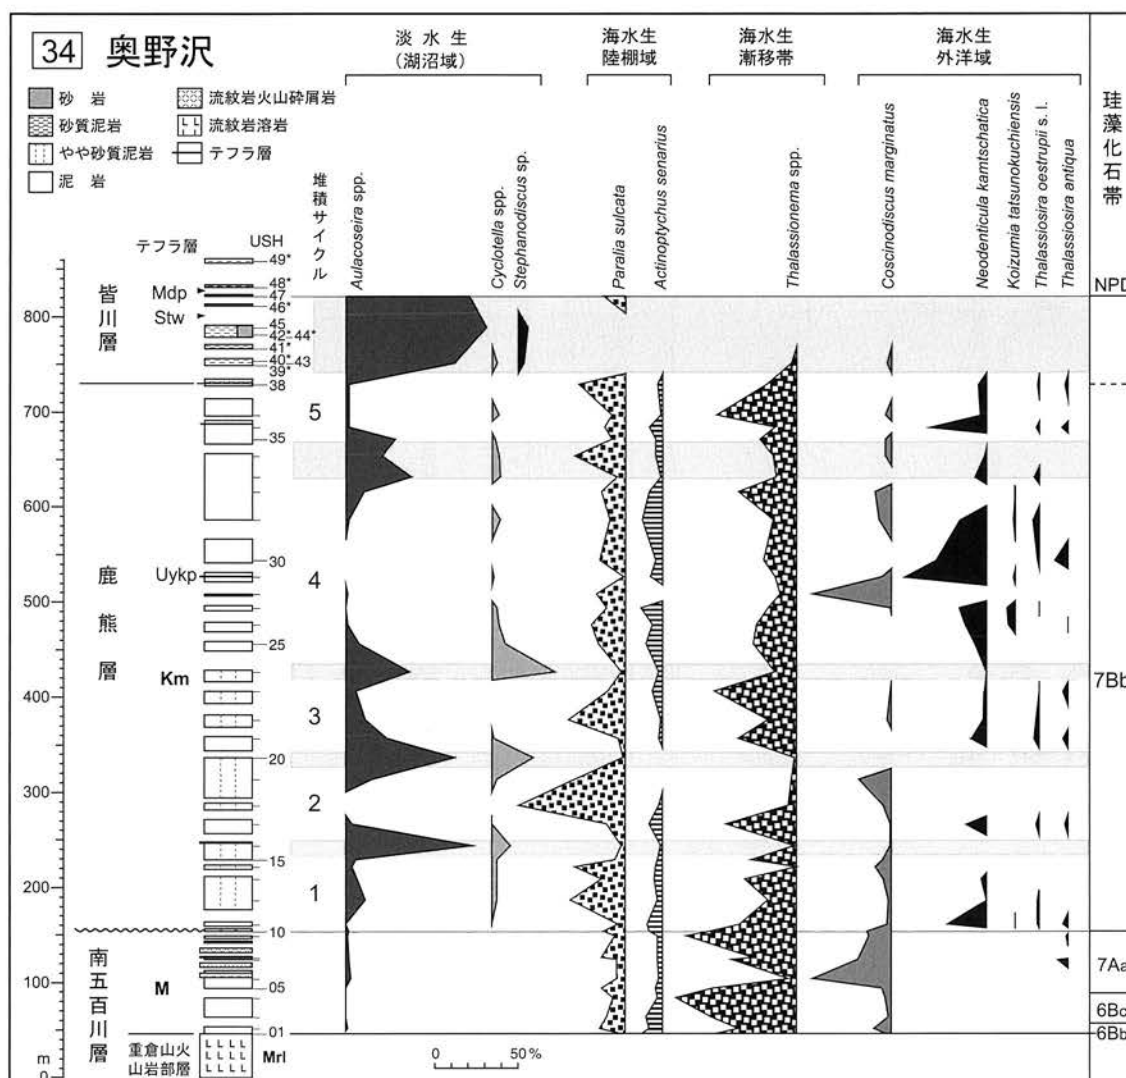 34 奥野沢
砂岩
砂質泥岩
やや砂質泥岩
泥岩
流紋岩火山砕屑岩
流紋岩溶岩
テフラ層
淡水生
(湖沼域)
海水生
陸棚域
海水生
漸移帯
海水生
外洋域
珪藻化石帯
NPD
堆積サイクル
Aulacoseira spp.
Cyclotella spp.
Stephanodiscus sp.
Paralia sulcata
Actinoptychus senarius
Thalassionema spp.
Coscinodiscus marginatus
Neodenticula kamtschatica
Koizumia tatsunokuchiensis
Thalassiosira oestrupii s. l.
Thalassiosira antiqua
テフラ層
USH
49*
48*
Mdp
47
46*
Stw
45
42* 44*
41*
40* 43
39*
38
35
30
Uykp
25
Km
20
15
10
M
05
01
Mrl
皆川層
鹿熊層
南五百川層
重倉山火
山岩部層
800
700
600
500
400
300
200
100
m
0
5
4
3
2
1
7Bb
7Aa
6Bc
6Bb
0 50%